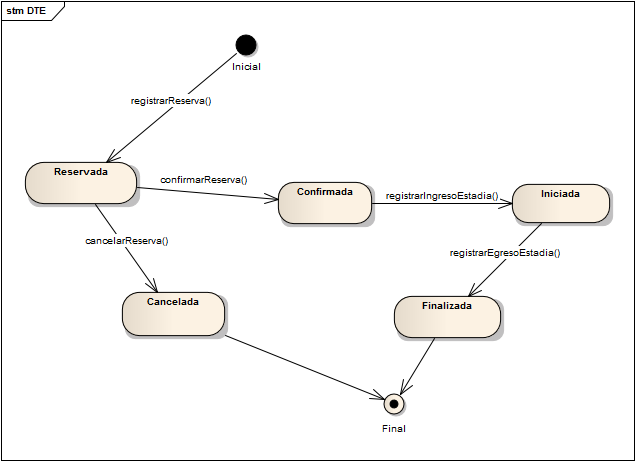 stm DTE
Inicial
registrarReserva()
Reservada
confirmarReserva()
Confirmada
registrarIngresoEstadia()
Iniciada
cancelarReserva()
registrarEgresoEstadia()
Cancelada
Finalizada
Final